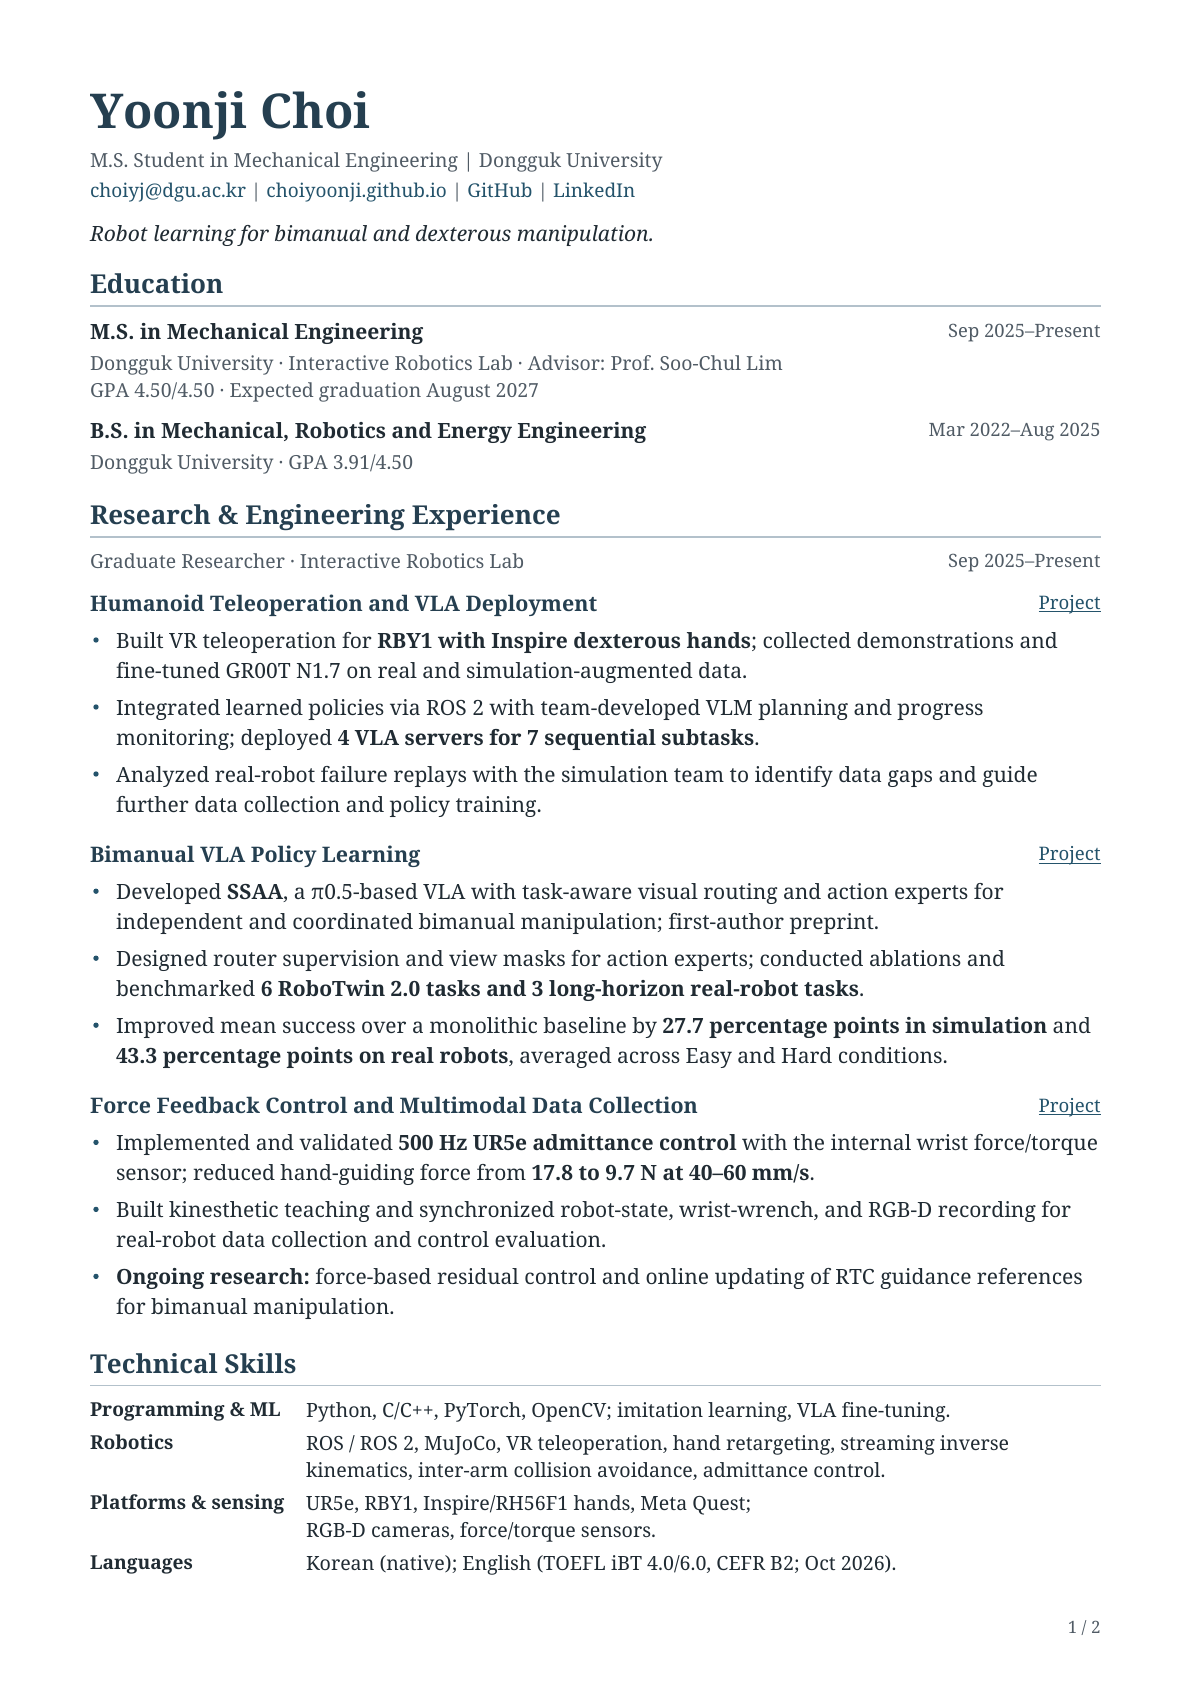 Yoonji Choi
M.S. Student in Mechanical Engineering | Dongguk University
choiyj@dgu.ac.kr | choiyoonji.github.io | GitHub | LinkedIn
Robot learning for bimanual and dexterous manipulation.
Education
M.S. in Mechanical Engineering Sep 2025–Present
Dongguk University · Interactive Robotics Lab · Advisor: Prof. Soo-Chul Lim
GPA 4.50/4.50 · Expected graduation August 2027
B.S. in Mechanical, Robotics and Energy Engineering Mar 2022–Aug 2025
Dongguk University · GPA 3.91/4.50
Research & Engineering Experience
Graduate Researcher · Interactive Robotics Lab Sep 2025–Present
Humanoid Teleoperation and VLA Deployment Project
• Built VR teleoperation for RBY1 with Inspire dexterous hands; collected demonstrations and
fine-tuned GR00T N1.7 on real and simulation-augmented data.
• Integrated learned policies via ROS 2 with team-developed VLM planning and progress
monitoring; deployed 4 VLA servers for 7 sequential subtasks.
• Analyzed real-robot failure replays with the simulation team to identify data gaps and guide
further data collection and policy training.
Bimanual VLA Policy Learning Project
• Developed SSAA, a π0.5-based VLA with task-aware visual routing and action experts for
independent and coordinated bimanual manipulation; first-author preprint.
• Designed router supervision and view masks for action experts; conducted ablations and
benchmarked 6 RoboTwin 2.0 tasks and 3 long-horizon real-robot tasks.
• Improved mean success over a monolithic baseline by 27.7 percentage points in simulation and
43.3 percentage points on real robots, averaged across Easy and Hard conditions.
Force Feedback Control and Multimodal Data Collection Project
• Implemented and validated 500 Hz UR5e admittance control with the internal wrist force/torque
sensor; reduced hand-guiding force from 17.8 to 9.7 N at 40–60 mm/s.
• Built kinesthetic teaching and synchronized robot-state, wrist-wrench, and RGB-D recording for
real-robot data collection and control evaluation.
• Ongoing research: force-based residual control and online updating of RTC guidance references
for bimanual manipulation.
Technical Skills
Programming & ML Python, C/C++, PyTorch, OpenCV; imitation learning, VLA fine-tuning.
Robotics ROS / ROS 2, MuJoCo, VR teleoperation, hand retargeting, streaming inverse
kinematics, inter-arm collision avoidance, admittance control.
Platforms & sensing UR5e, RBY1, Inspire/RH56F1 hands, Meta Quest;
RGB-D cameras, force/torque sensors.
Languages Korean (native); English (TOEFL iBT 4.0/6.0, CEFR B2; Oct 2026).
1 / 2